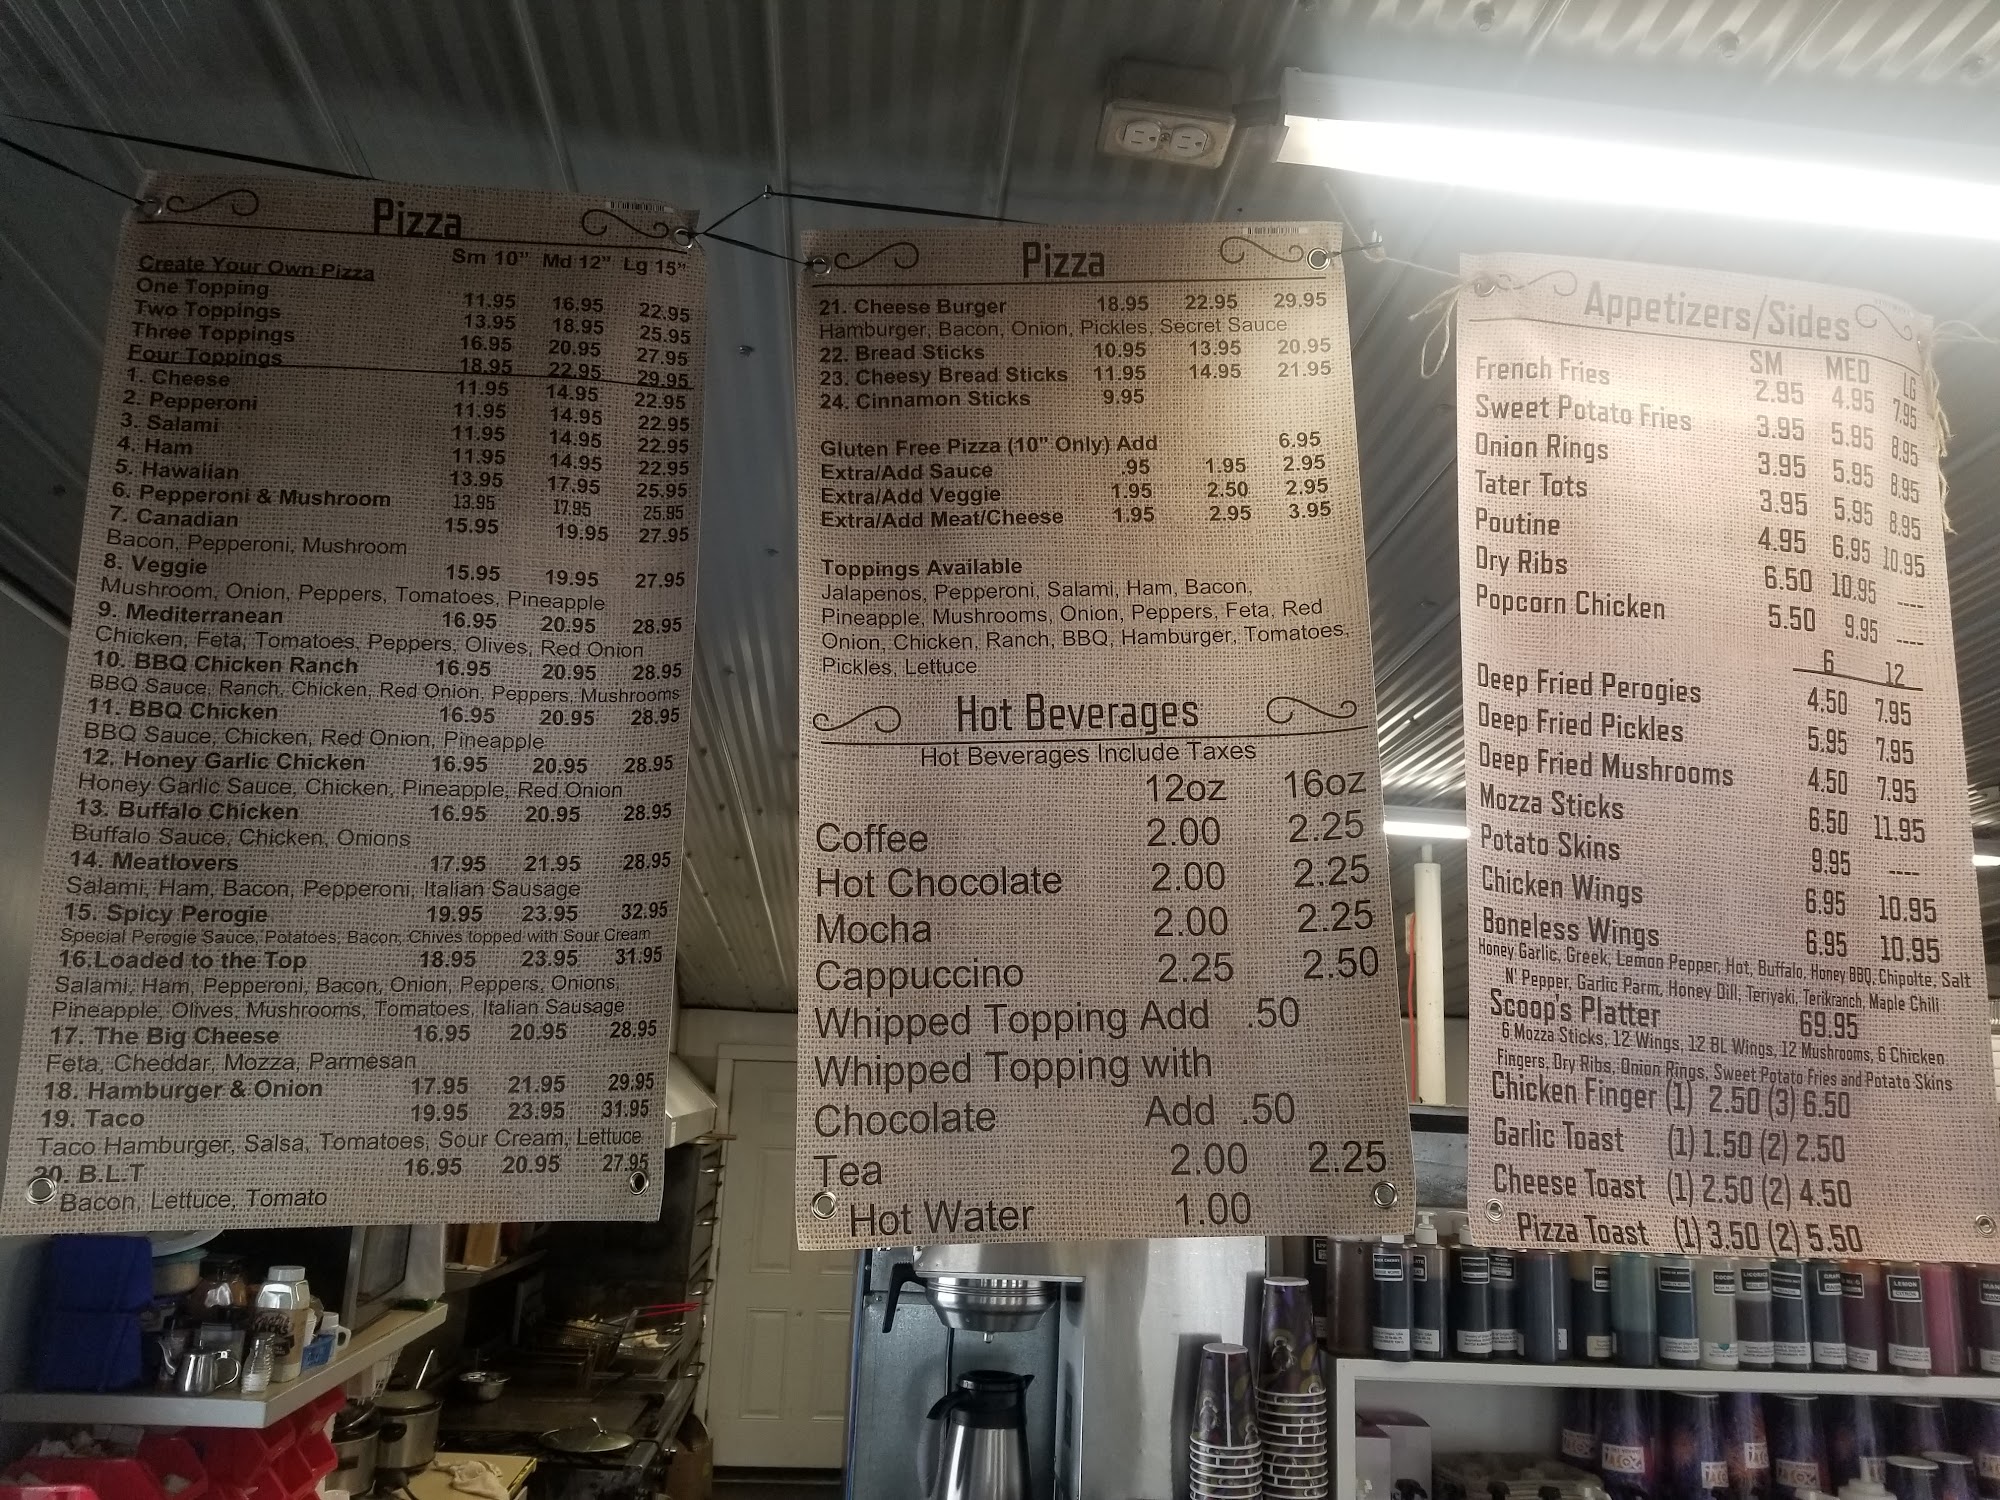 Pizza
Sm 10" Md 12" Lg 15"
Create Your Own Pizza
One Topping 11.95 16.95 22.95
Two Toppings 13.95 18.95 25.95
Three Toppings 16.95 20.95 27.95
Four Toppings 18.95 22.95 29.95
1. Cheese 11.95 14.95 22.95
2. Pepperoni 11.95 14.95 22.95
3. Salami 11.95 14.95 22.95
4. Ham 11.95 14.95 22.95
5. Hawaiian 13.95 17.95 25.95
6. Pepperoni & Mushroom 13.95 17.95 25.95
7. Canadian 15.95 19.95 27.95
Bacon, Pepperoni, Mushroom
8. Veggie 15.95 19.95 27.95
Mushroom, Onion, Peppers, Tomatoes, Pineapple
9. Mediterranean 16.95 20.95 28.95
Chicken, Feta, Tomatoes, Peppers, Olives, Red Onion
10. BBQ Chicken Ranch 16.95 20.95 28.95
BBQ Sauce, Ranch, Chicken, Red Onion, Peppers, Mushrooms
11. BBQ Chicken 16.95 20.95 28.95
BBQ Sauce, Chicken, Red Onion, Pineapple
12. Honey Garlic Chicken 16.95 20.95 28.95
Honey Garlic Sauce, Chicken, Pineapple, Red Onion
13. Buffalo Chicken 16.95 20.95 28.95
Buffalo Sauce, Chicken, Onions
14. Meatlovers 17.95 21.95 28.95
Salami, Ham, Bacon, Pepperoni, Italian Sausage
15. Spicy Perogie 19.95 23.95 32.95
Special Perogie Sauce, Potatoes, Bacon, Chives topped with Sour Cream
16.Loaded to the Top 18.95 23.95 31.95
Salami, Ham, Pepperoni, Bacon, Onion, Peppers, Onions,
Pineapple, Olives, Mushrooms, Tomatoes, Italian Sausage
17. The Big Cheese 16.95 20.95 28.95
Feta, Cheddar, Mozza, Parmesan
18. Hamburger & Onion 17.95 21.95 29.95
19. Taco 19.95 23.95 31.95
Taco Hamburger, Salsa, Tomatoes, Sour Cream, Lettuce
20. B.L.T 16.95 20.95 27.95
Bacon, Lettuce, Tomato
Pizza
21. Cheese Burger 18.95 22.95 29.95
Hamburger, Bacon, Onion, Pickles, Secret Sauce
22. Bread Sticks 10.95 13.95 20.95
23. Cheesy Bread Sticks 11.95 14.95 21.95
24. Cinnamon Sticks 9.95
Gluten Free Pizza (10" Only) Add 6.95
Extra/Add Sauce .95 1.95 2.95
Extra/Add Veggie 1.95 2.50 2.95
Extra/Add Meat/Cheese 1.95 2.95 3.95
Toppings Available
Jalapenos, Pepperoni, Salami, Ham, Bacon,
Pineapple, Mushrooms, Onion, Peppers, Feta, Red
Onion, Chicken, Ranch, BBQ, Hamburger, Tomatoes,
Pickles, Lettuce
Hot Beverages
Hot Beverages Include Taxes
12oz 16oz
Coffee 2.00 2.25
Hot Chocolate 2.00 2.25
Mocha 2.00 2.25
Cappuccino 2.25 2.50
Whipped Topping Add .50
Whipped Topping with
Chocolate Add .50
Tea 2.00 2.25
Hot Water 1.00
Appetizers/Sides
SM MED LG
French Fries 2.95 4.95 7.95
Sweet Potato Fries 3.95 5.95 8.95
Onion Rings 3.95 5.95 8.95
Tater Tots 3.95 5.95 8.95
Poutine 4.95 6.95 10.95
Dry Ribs 6.50 10.95 ----
Popcorn Chicken 5.50 9.95 ----
6 12
Deep Fried Perogies 4.50 7.95
Deep Fried Pickles 5.95 7.95
Deep Fried Mushrooms 4.50 7.95
Mozza Sticks 6.50 11.95
Potato Skins 9.95 ----
Chicken Wings 6.95 10.95
Boneless Wings 6.95 10.95
Honey Garlic, Greek, Lemon Pepper, Hot, Buffalo, Honey BBQ, Chipolte, Salt
N' Pepper, Garlic Parm, Honey Dill, Teriyaki, Terikranch, Maple Chili
Scoop's Platter 69.95
6 Mozza Sticks, 12 Wings, 12 BL Wings, 12 Mushrooms, 6 Chicken
Fingers, Dry Ribs, Onion Rings, Sweet Potato Fries and Potato Skins
Chicken Finger (1) 2.50 (3) 6.50
Garlic Toast (1) 1.50 (2) 2.50
Cheese Toast (1) 2.50 (2) 4.50
Pizza Toast (1) 3.50 (2) 5.50
LICORICE
LEMON